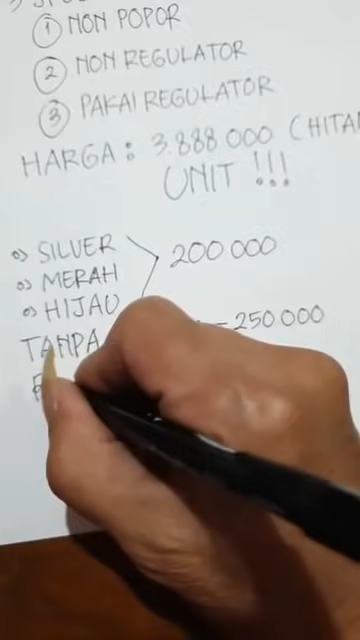 ① NON POPOR
② NON REGULATOR
③ PAKAI REGULATOR
HARGA : 3.888 000 (HITAM
UNIT !!!
o) SILVER
200 000
o) MERAH
o) HIJAU
TANPA
250 000